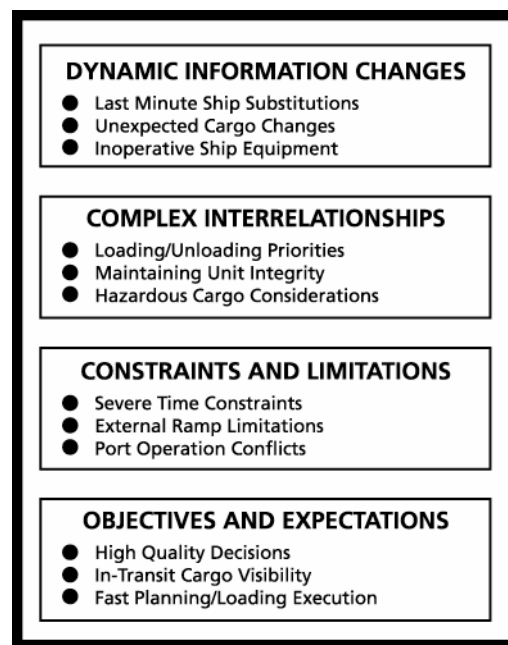 DYNAMIC INFORMATION CHANGES
● Last Minute Ship Substitutions
● Unexpected Cargo Changes
● Inoperative Ship Equipment
COMPLEX INTERRELATIONSHIPS
● Loading/Unloading Priorities
● Maintaining Unit Integrity
● Hazardous Cargo Considerations
CONSTRAINTS AND LIMITATIONS
● Severe Time Constraints
● External Ramp Limitations
● Port Operation Conflicts
OBJECTIVES AND EXPECTATIONS
● High Quality Decisions
● In-Transit Cargo Visibility
● Fast Planning/Loading Execution